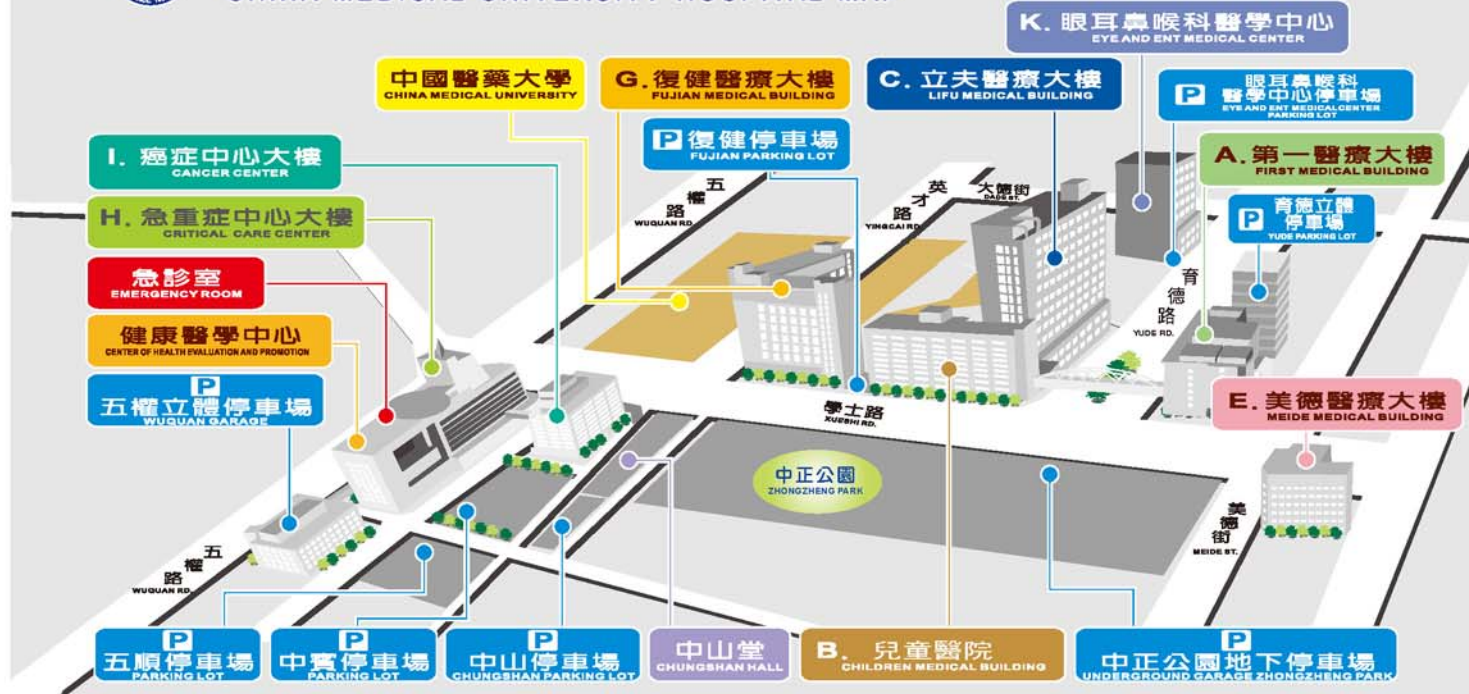 CHINA MEDICAL UNIVERSITY HOSPITAL MAP
K. 眼耳鼻喉科醫學中心
EYE AND ENT MEDICAL CENTER
中國醫藥大學
CHINA MEDICAL UNIVERSITY
G. 復健醫療大樓
FUJIAN MEDICAL BUILDING
C. 立夫醫療大樓
LIFU MEDICAL BUILDING
P 眼耳鼻喉科
醫學中心停車場
EYE AND ENT MEDICALCENTER
PARKING LOT
P 復健停車場
FUJIAN PARKING LOT
I. 癌症中心大樓
CANCER CENTER
A. 第一醫療大樓
FIRST MEDICAL BUILDING
五權路
WUQUAN RD.
英才路
YINGCAI RD.
大德街
DADE ST.
H. 急重症中心大樓
CRITICAL CARE CENTER
P 育德立體
停車場
YUDE PARKING LOT
急診室
EMERGENCY ROOM
育德路
YUDE RD.
健康醫學中心
CENTER OF HEALTH EVALUATION AND PROMOTION
P
五權立體停車場
WUQUAN GARAGE
學士路
XUESHI RD.
E. 美德醫療大樓
MEIDE MEDICAL BUILDING
中正公園
ZHONGZHENG PARK
美德街
MEIDE ST.
五權路
WUQUAN RD.
P
五順停車場
PARKING LOT
P
中賓停車場
PARKING LOT
P
中山停車場
CHUNGSHAN PARKING LOT
中山堂
CHUNGSHAN HALL
B. 兒童醫院
CHILDREN MEDICAL BUILDING
P
中正公園地下停車場
UNDERGROUND GARAGE ZHONGZHENG PARK